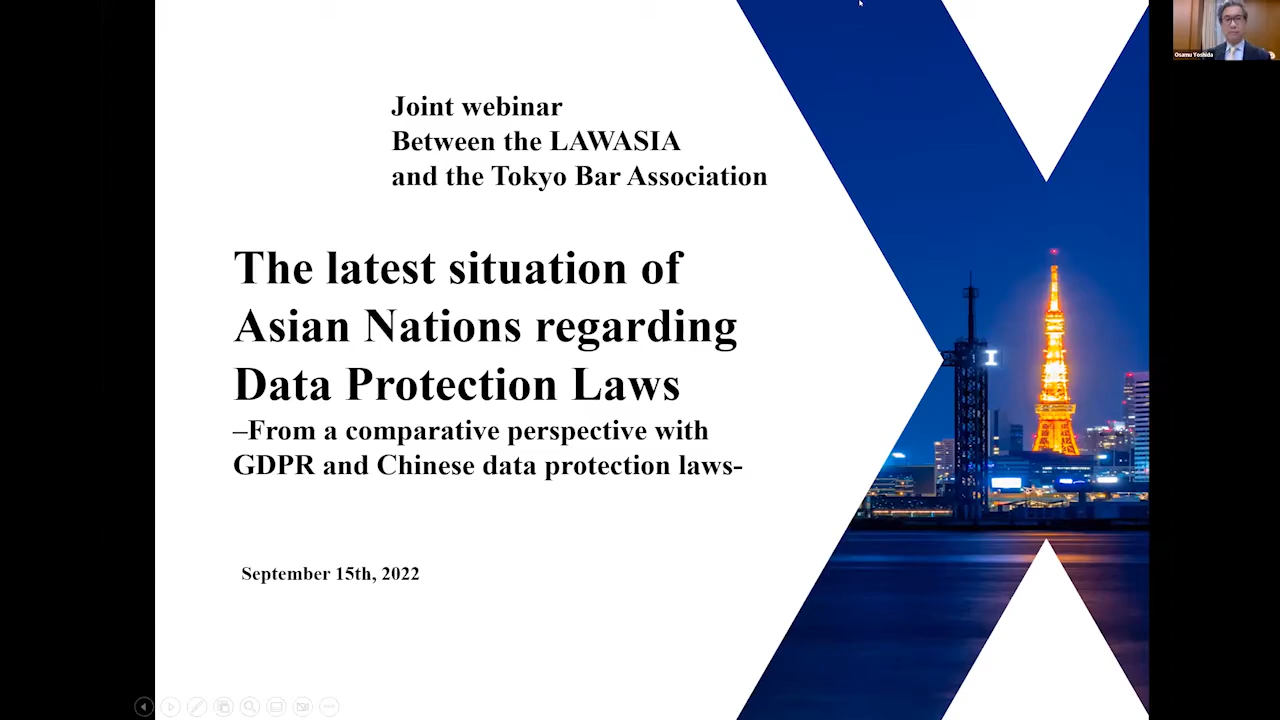 Joint webinar
Between the LAWASIA
and the Tokyo Bar Association
The latest situation of
Asian Nations regarding
Data Protection Laws
–From a comparative perspective with
GDPR and Chinese data protection laws-
September 15th, 2022
Osamu Yoshida